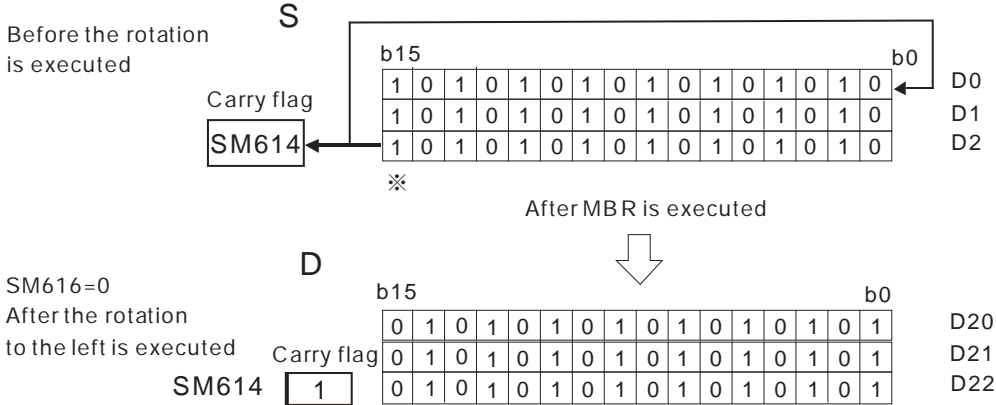 S
Before the rotation
is executed
b15 b0
1 0 1 0 1 0 1 0 1 0 1 0 1 0 1 0 D0
Carry flag
1 0 1 0 1 0 1 0 1 0 1 0 1 0 1 0 D1
SM614 1 0 1 0 1 0 1 0 1 0 1 0 1 0 1 0 D2
※
After MBR is executed
D
SM616=0
After the rotation
to the left is executed
b15 b0
0 1 0 1 0 1 0 1 0 1 0 1 0 1 0 1 D20
Carry flag 0 1 0 1 0 1 0 1 0 1 0 1 0 1 0 1 D21
SM614 1 0 1 0 1 0 1 0 1 0 1 0 1 0 1 0 1 D22